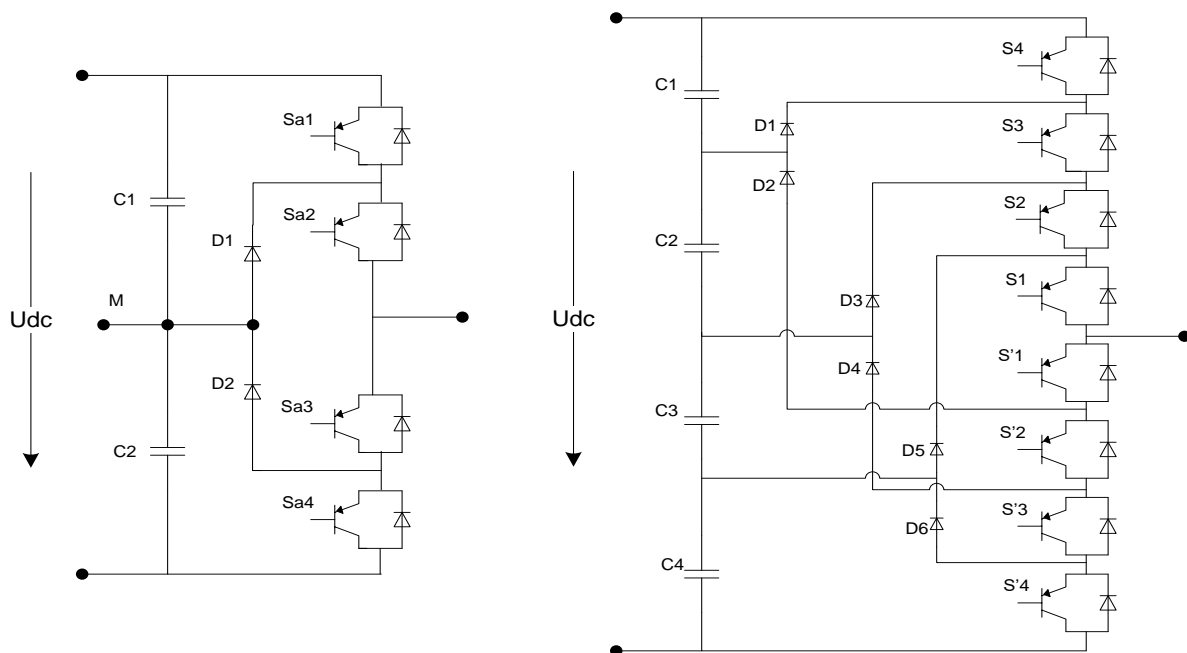 Sa1
C1
Sa2
D1
M
Udc
D2
Sa3
C2
Sa4
S4
C1
D1
S3
D2
S2
C2
S1
D3
Udc
D4
S'1
C3
S'2
D5
S'3
D6
C4
S'4